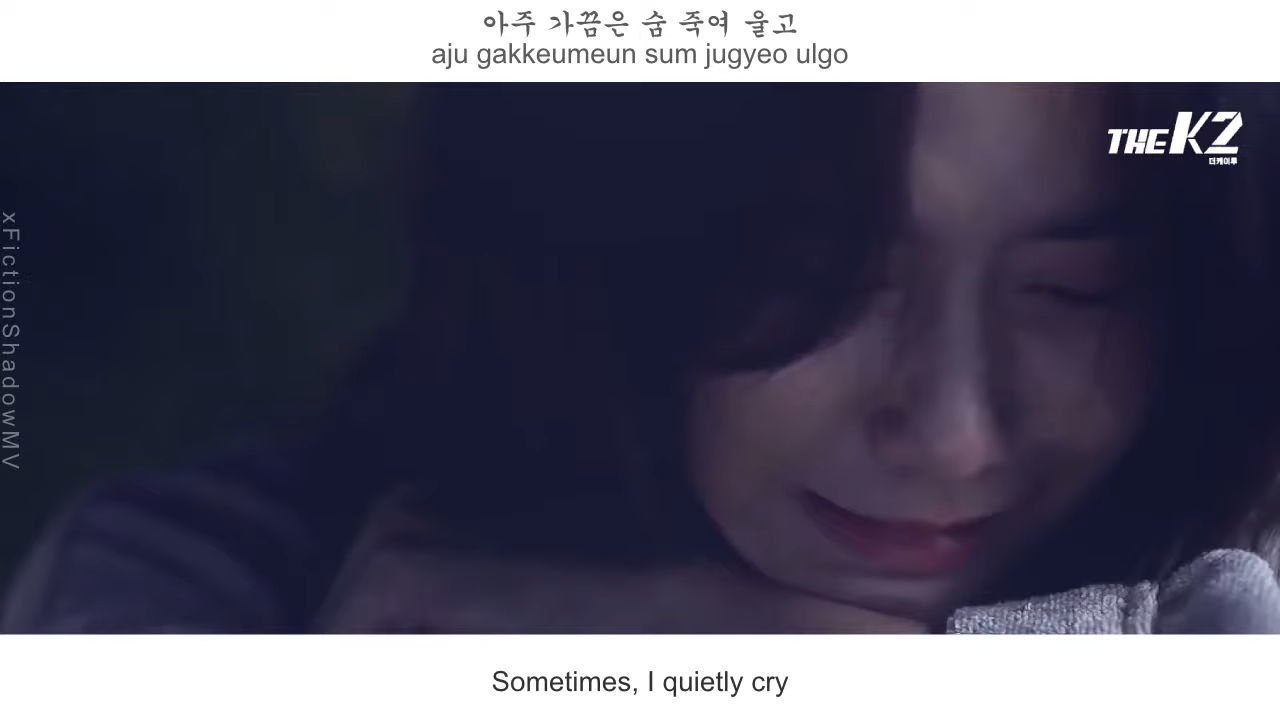 아주 가끔은 숨 죽여 울고
aju gakkeumeun sum jugyeo ulgo
THE K2
더케이투
xFictionShadowMV
Sometimes, I quietly cry